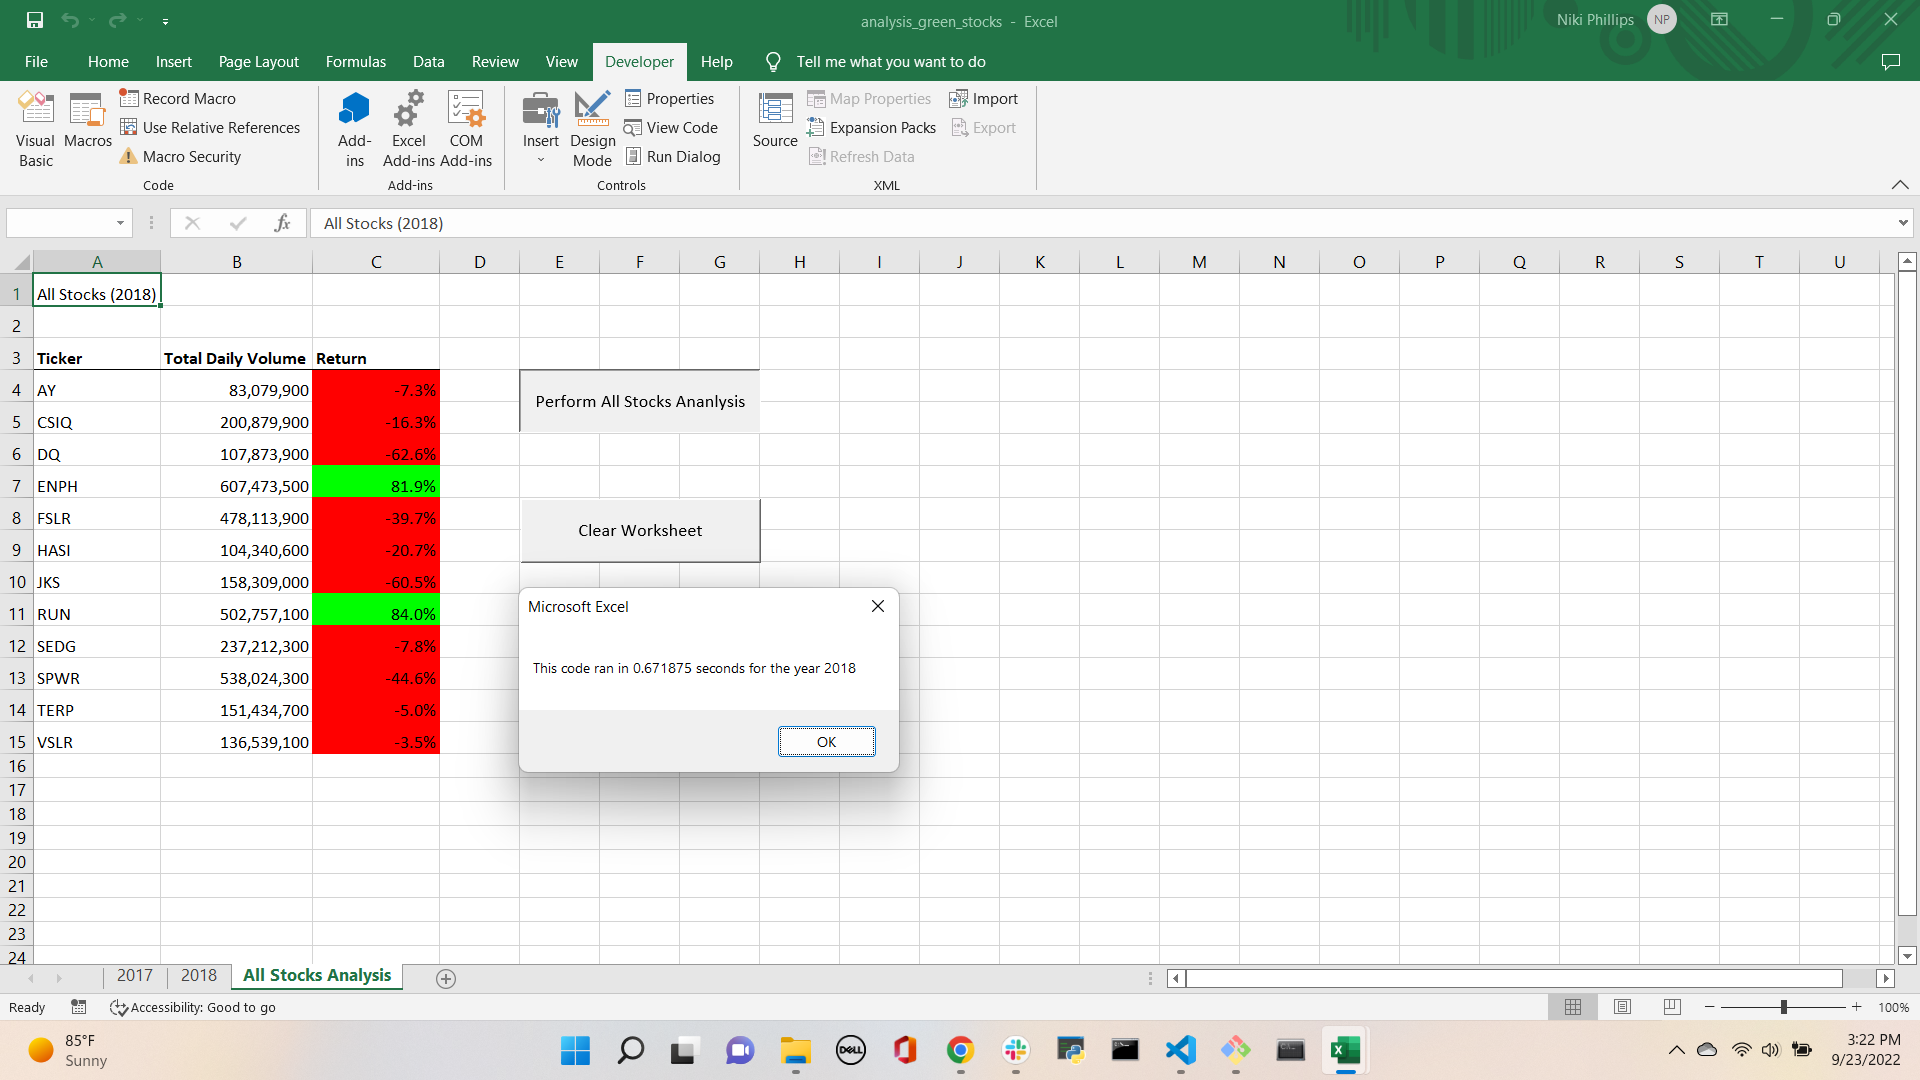 analysis_green_stocks - Excel
Niki Phillips NP
File Home Insert Page Layout Formulas Data Review View Developer Help Tell me what you want to do
Visual Basic
Macros
Record Macro
Use Relative References
Macro Security
Code
Add-ins
Excel Add-ins
COM Add-ins
Add-ins
Insert
Design Mode
Properties
View Code
Run Dialog
Controls
Source
Map Properties
Expansion Packs
Refresh Data
Import
Export
XML
fx All Stocks (2018)
A B C D E F G H I J K L M N O P Q R S T U
1 All Stocks (2018)
2
3 Ticker Total Daily Volume Return
4 AY 83,079,900 -7.3%
5 CSIQ 200,879,900 -16.3%
6 DQ 107,873,900 -62.6%
7 ENPH 607,473,500 81.9%
8 FSLR 478,113,900 -39.7%
9 HASI 104,340,600 -20.7%
10 JKS 158,309,000 -60.5%
11 RUN 502,757,100 84.0%
12 SEDG 237,212,300 -7.8%
13 SPWR 538,024,300 -44.6%
14 TERP 151,434,700 -5.0%
15 VSLR 136,539,100 -3.5%
16
17
18
19
20
21
22
23
24
Perform All Stocks Ananlysis
Clear Worksheet
Microsoft Excel
This code ran in 0.671875 seconds for the year 2018
OK
2017 2018 All Stocks Analysis
Ready Accessibility: Good to go 100%
85°F
Sunny
DELL
3:22 PM
9/23/2022